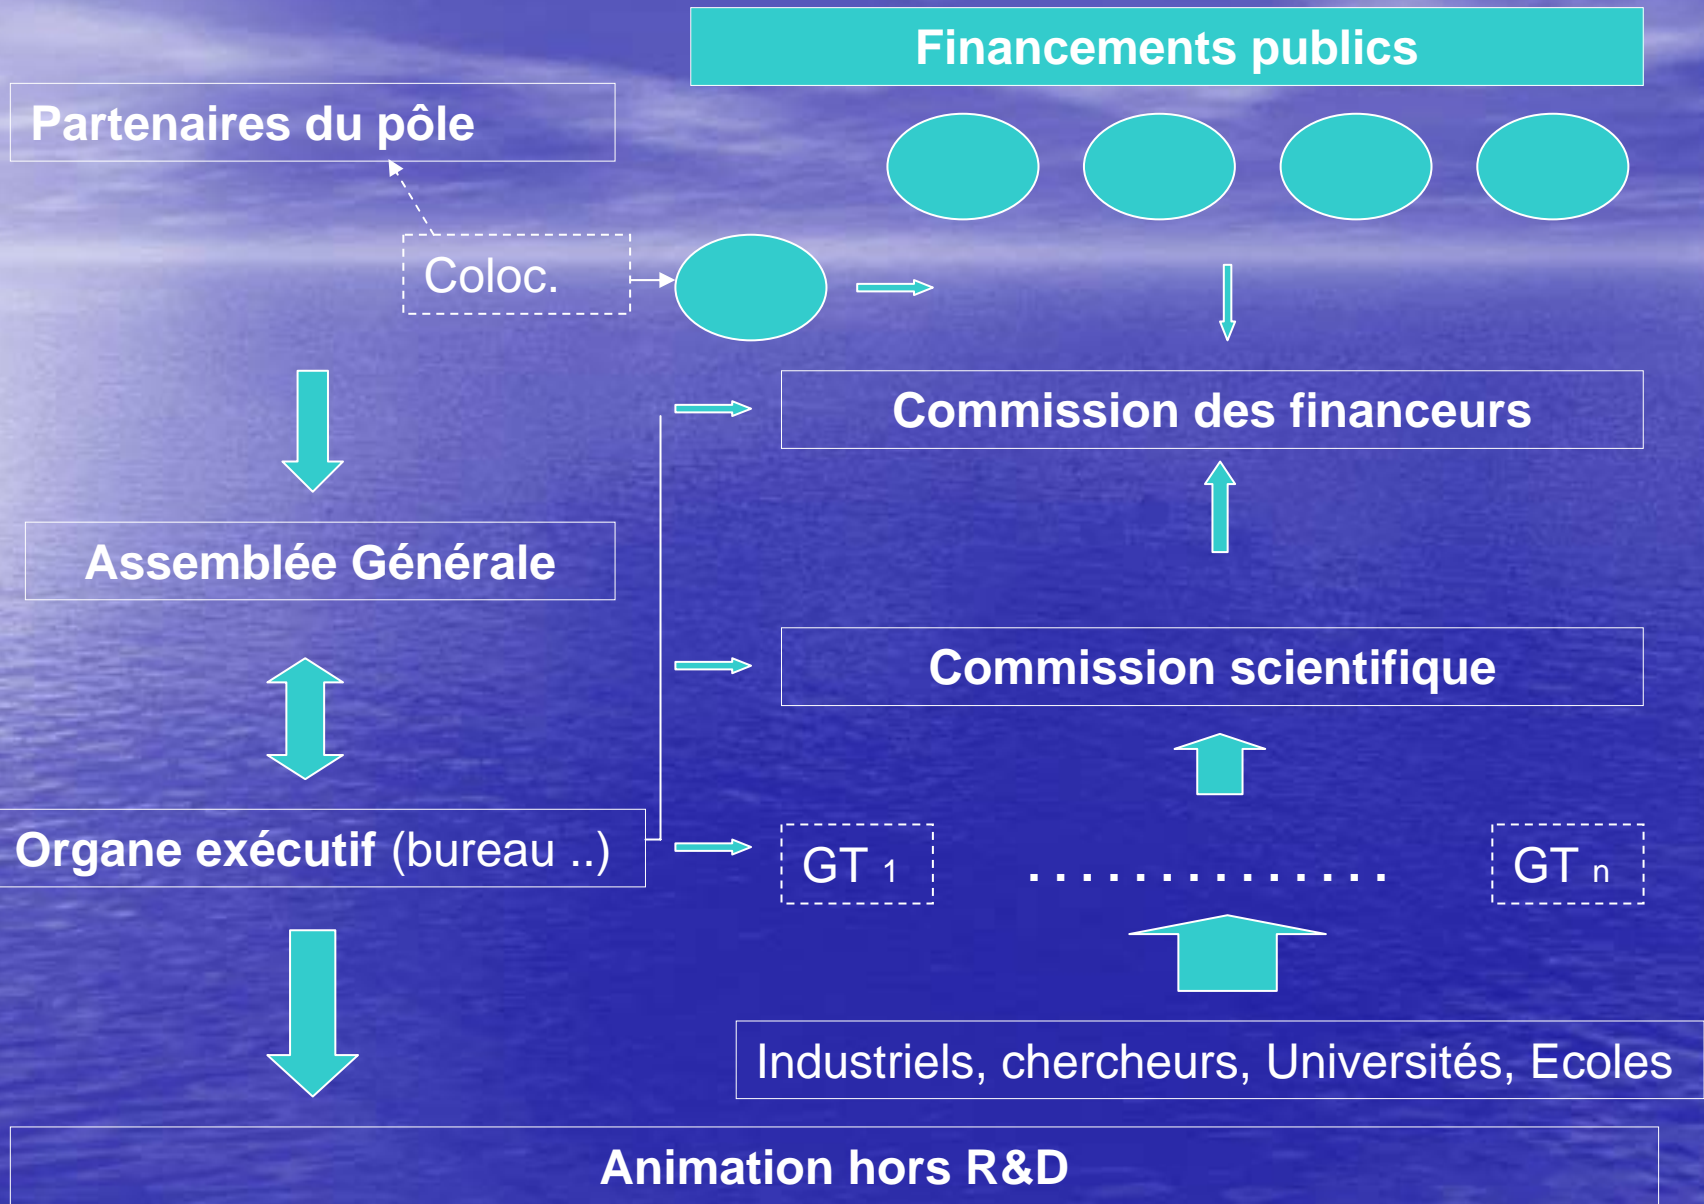 Financements publics
Partenaires du pôle
Coloc.
Commission des financeurs
Assemblée Générale
Commission scientifique
Organe exécutif (bureau ..)
GT 1 .............. GT n
Industriels, chercheurs, Universités, Ecoles
Animation hors R&D